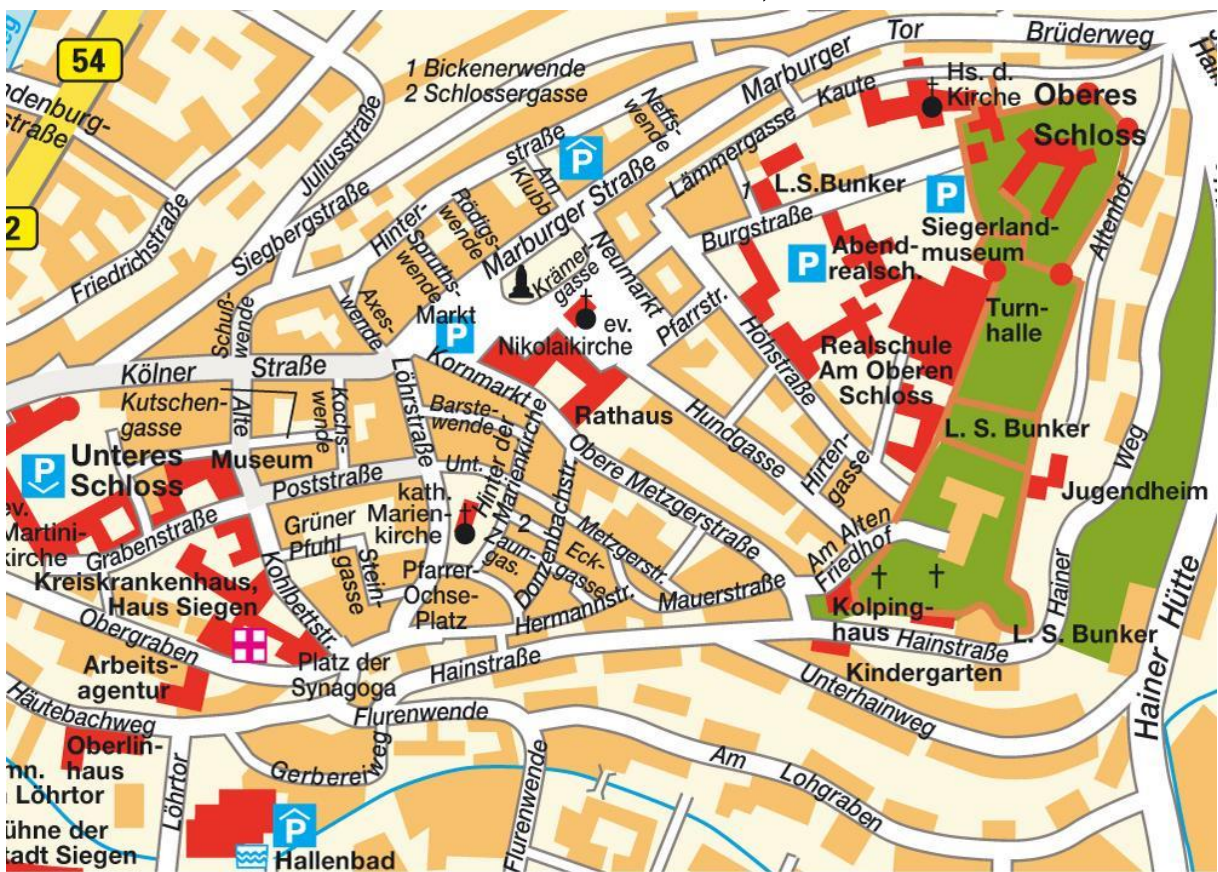 54
1 Bickenerwende
2 Schlossergasse
Tor
Brüderweg
Marburger
Kaute
Hs. d.
Kirche
Oberes
Schloss
Juliusstraße
straße
Neffs-
wende
P
Am
Klubb
Marburger Straße
Lämmergasse
1
L.S.Bunker
P
Burgstraße
Siegerland-
museum
Altenhof
2
Friedrichstraße
Siegbergstraße
Hinter-
Rödigs-
wende
Spruths-
wende
Krämer-
gasse
Neumarkt
P
Abend-
realsch.
Schuß-
wende
Axes-
wende
Markt
P
ev.
Nikolaikirche
Pfarrstr.
Höhstraße
Turn-
halle
Realschule
Am Oberen
Schloss
Kölner Straße
Kornmarkt
Kutschen-
gasse
Alte
Kochs-
wende
Löhrstraße
Barste-
wende
Rathaus
Hundgasse
L. S. Bunker
P
Unteres
Schloss
Museum
Poststraße
Unt.
Hinter der
Marienkirche
Obere Metzgerstraße
Hirten-
gasse
Weg
Jugendheim
ev.
Martini-
kirche
Grabenstraße
Grüner
Pfuhl
Stein-
gasse
kath.
Marien-
kirche
2
Zaun-
gas.
Danzenbachstr.
Metzgerstr.
Eck-
gasse
Am Alten
Friedhof
Kreiskrankenhaus,
Haus Siegen
Kohlbettstr.
Pfarrer-
Ochse-
Platz
Hermannstr.
Mauerstraße
Kolping-
haus
Hainer
Hainstraße
L. S. Bunker
Hainer Hütte
Obergraben
Arbeits-
agentur
Platz der
Synagoga
Hainstraße
Kindergarten
Unterhainweg
Häutebachweg
Flurenwende
Oberlin-
haus
Löhrtor
Gerberei
weg
Flurenwende
Am
Lohgraben
Löhrtor
P
Hallenbad